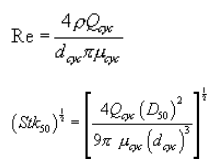 Re = 4ρQ_cyc / d_cyc π μ_cyc
(Stk_50)^(1/2) = [ 4Q_cyc (D_50)^2 / 9π μ_cyc (d_cyc)^3 ]^(1/2)